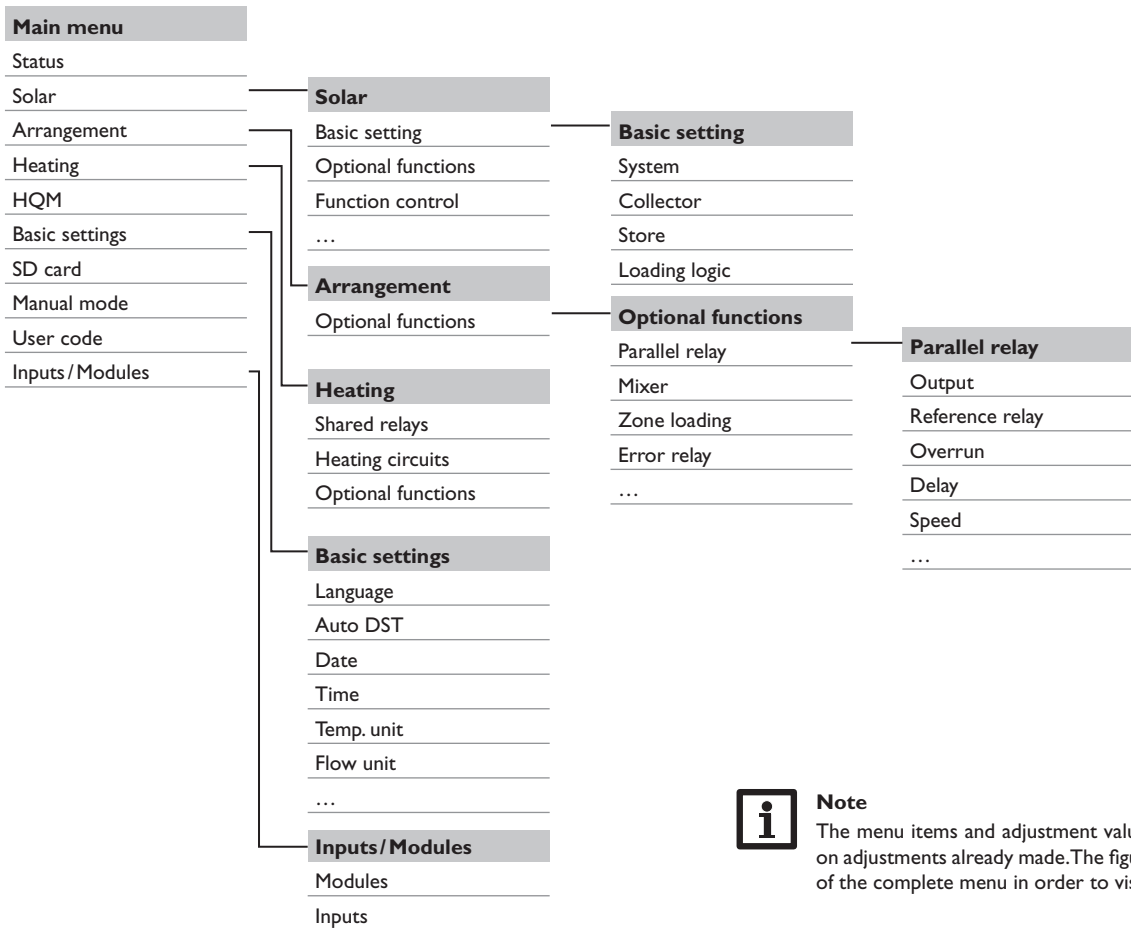 Main menu
Status
Solar
Arrangement
Heating
HQM
Basic settings
SD card
Manual mode
User code
Inputs / Modules
Solar
Basic setting
Optional functions
Function control
…
Arrangement
Optional functions
Heating
Shared relays
Heating circuits
Optional functions
Basic settings
Language
Auto DST
Date
Time
Temp. unit
Flow unit
…
Inputs / Modules
Modules
Inputs
Basic setting
System
Collector
Store
Loading logic
Optional functions
Parallel relay
Mixer
Zone loading
Error relay
…
Parallel relay
Output
Reference relay
Overrun
Delay
Speed
…
i
Note
The menu items and adjustment
on adjustments already made. The
of the complete menu in order to